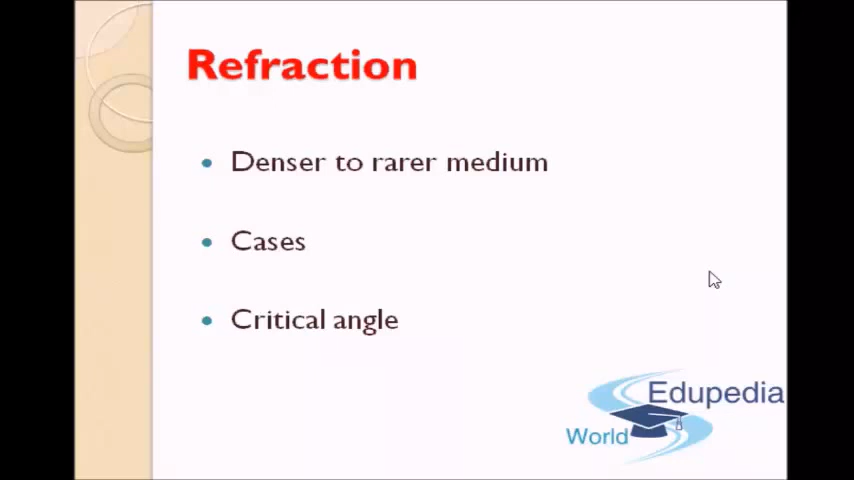 Refraction
Denser to rarer medium
Cases
Critical angle
Edupedia
World